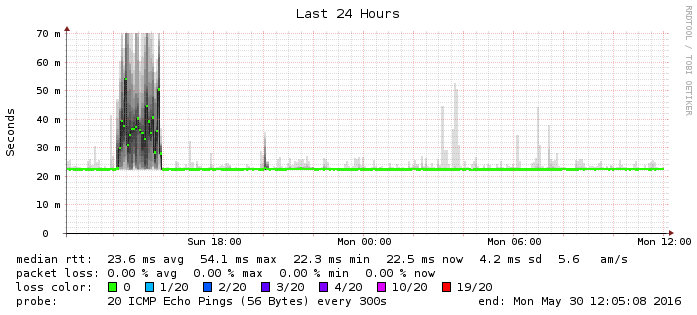 Last 24 Hours
RRDTOOL / TOBI OETIKER
Seconds
70 m
60 m
50 m
40 m
30 m
20 m
10 m
0
Sun 18:00 Mon 00:00 Mon 06:00 Mon 12:00
median rtt: 23.6 ms avg 54.1 ms max 22.3 ms min 22.5 ms now 4.2 ms sd 5.6 am/s
packet loss: 0.00 % avg 0.00 % max 0.00 % min 0.00 % now
loss color: 0 1/20 2/20 3/20 4/20 10/20 19/20
probe: 20 ICMP Echo Pings (56 Bytes) every 300s end: Mon May 30 12:05:08 2016